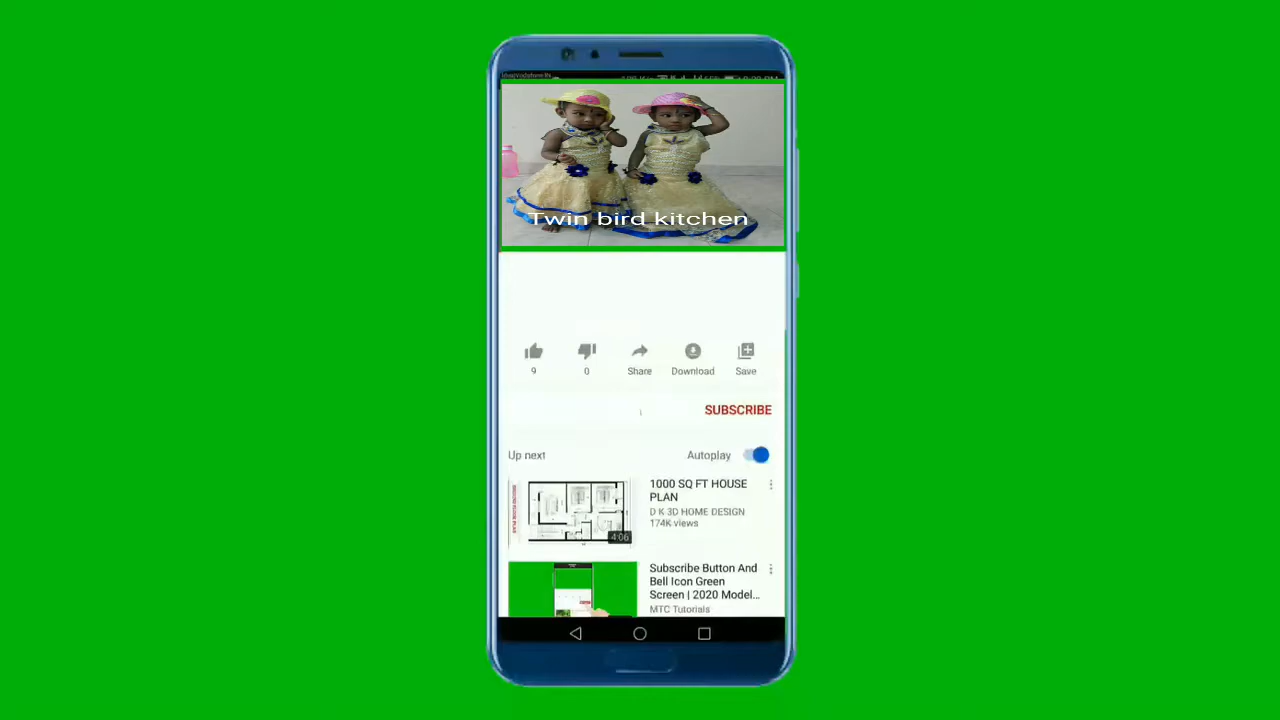 Twin bird kitchen
9
0
Share
Download
Save
SUBSCRIBE
Up next
Autoplay
1000 SQ FT HOUSE
PLAN
D K 3D HOME DESIGN
174K views
4:06
Subscribe Button And
Bell Icon Green
Screen | 2020 Model...
MTC Tutorials